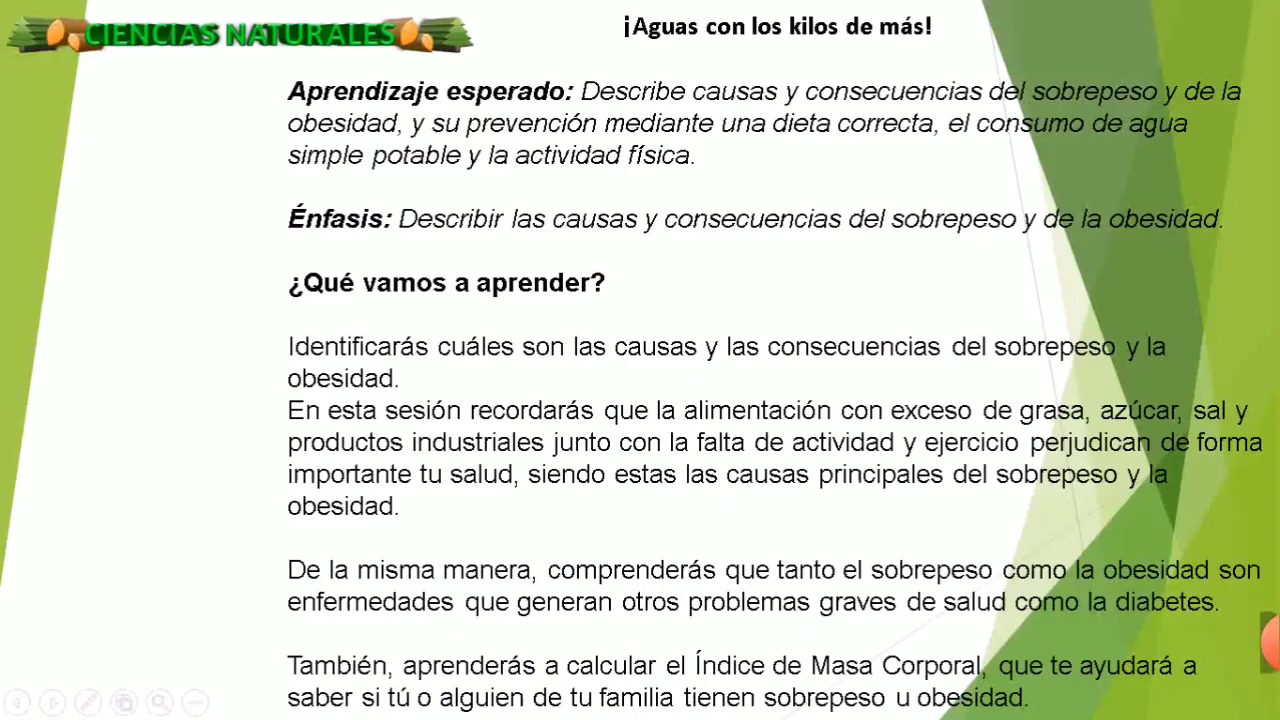 CIENCIAS NATURALES
¡Aguas con los kilos de más!
Aprendizaje esperado: Describe causas y consecuencias del sobrepeso y de la
obesidad, y su prevención mediante una dieta correcta, el consumo de agua
simple potable y la actividad física.
Énfasis: Describir las causas y consecuencias del sobrepeso y de la obesidad.
¿Qué vamos a aprender?
Identificarás cuáles son las causas y las consecuencias del sobrepeso y la
obesidad.
En esta sesión recordarás que la alimentación con exceso de grasa, azúcar, sal y
productos industriales junto con la falta de actividad y ejercicio perjudican de forma
importante tu salud, siendo estas las causas principales del sobrepeso y la
obesidad.
De la misma manera, comprenderás que tanto el sobrepeso como la obesidad son
enfermedades que generan otros problemas graves de salud como la diabetes.
También, aprenderás a calcular el Índice de Masa Corporal, que te ayudará a
saber si tú o alguien de tu familia tienen sobrepeso u obesidad.